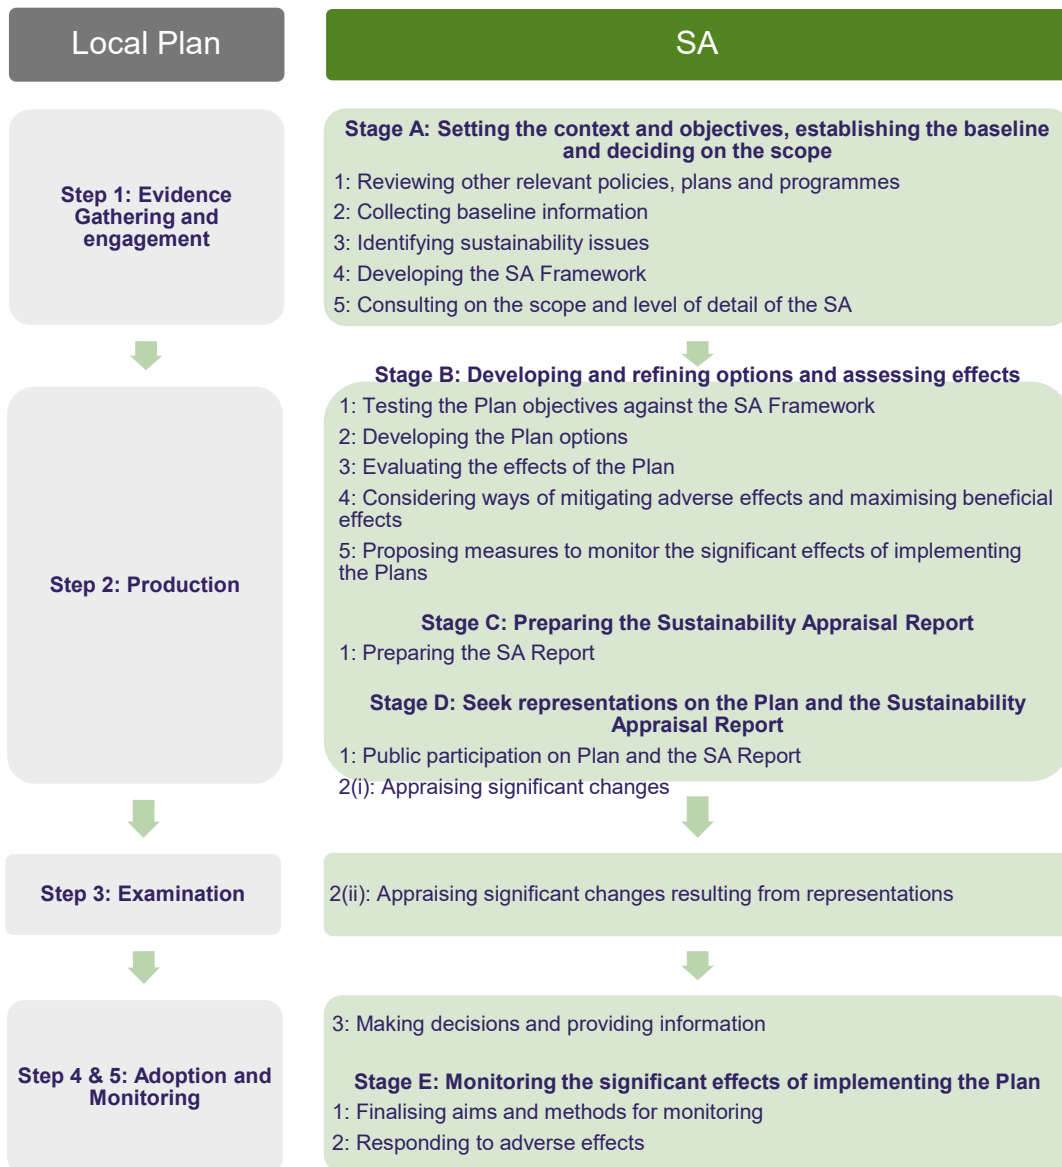 Local Plan
SA
Step 1: Evidence
Gathering and
engagement
Stage A: Setting the context and objectives, establishing the baseline
and deciding on the scope
1: Reviewing other relevant policies, plans and programmes
2: Collecting baseline information
3: Identifying sustainability issues
4: Developing the SA Framework
5: Consulting on the scope and level of detail of the SA
Step 2: Production
Stage B: Developing and refining options and assessing effects
1: Testing the Plan objectives against the SA Framework
2: Developing the Plan options
3: Evaluating the effects of the Plan
4: Considering ways of mitigating adverse effects and maximising beneficial
effects
5: Proposing measures to monitor the significant effects of implementing
the Plans
Stage C: Preparing the Sustainability Appraisal Report
1: Preparing the SA Report
Stage D: Seek representations on the Plan and the Sustainability
Appraisal Report
1: Public participation on Plan and the SA Report
2(i): Appraising significant changes
Step 3: Examination
2(ii): Appraising significant changes resulting from representations
Step 4 & 5: Adoption and
Monitoring
3: Making decisions and providing information
Stage E: Monitoring the significant effects of implementing the Plan
1: Finalising aims and methods for monitoring
2: Responding to adverse effects